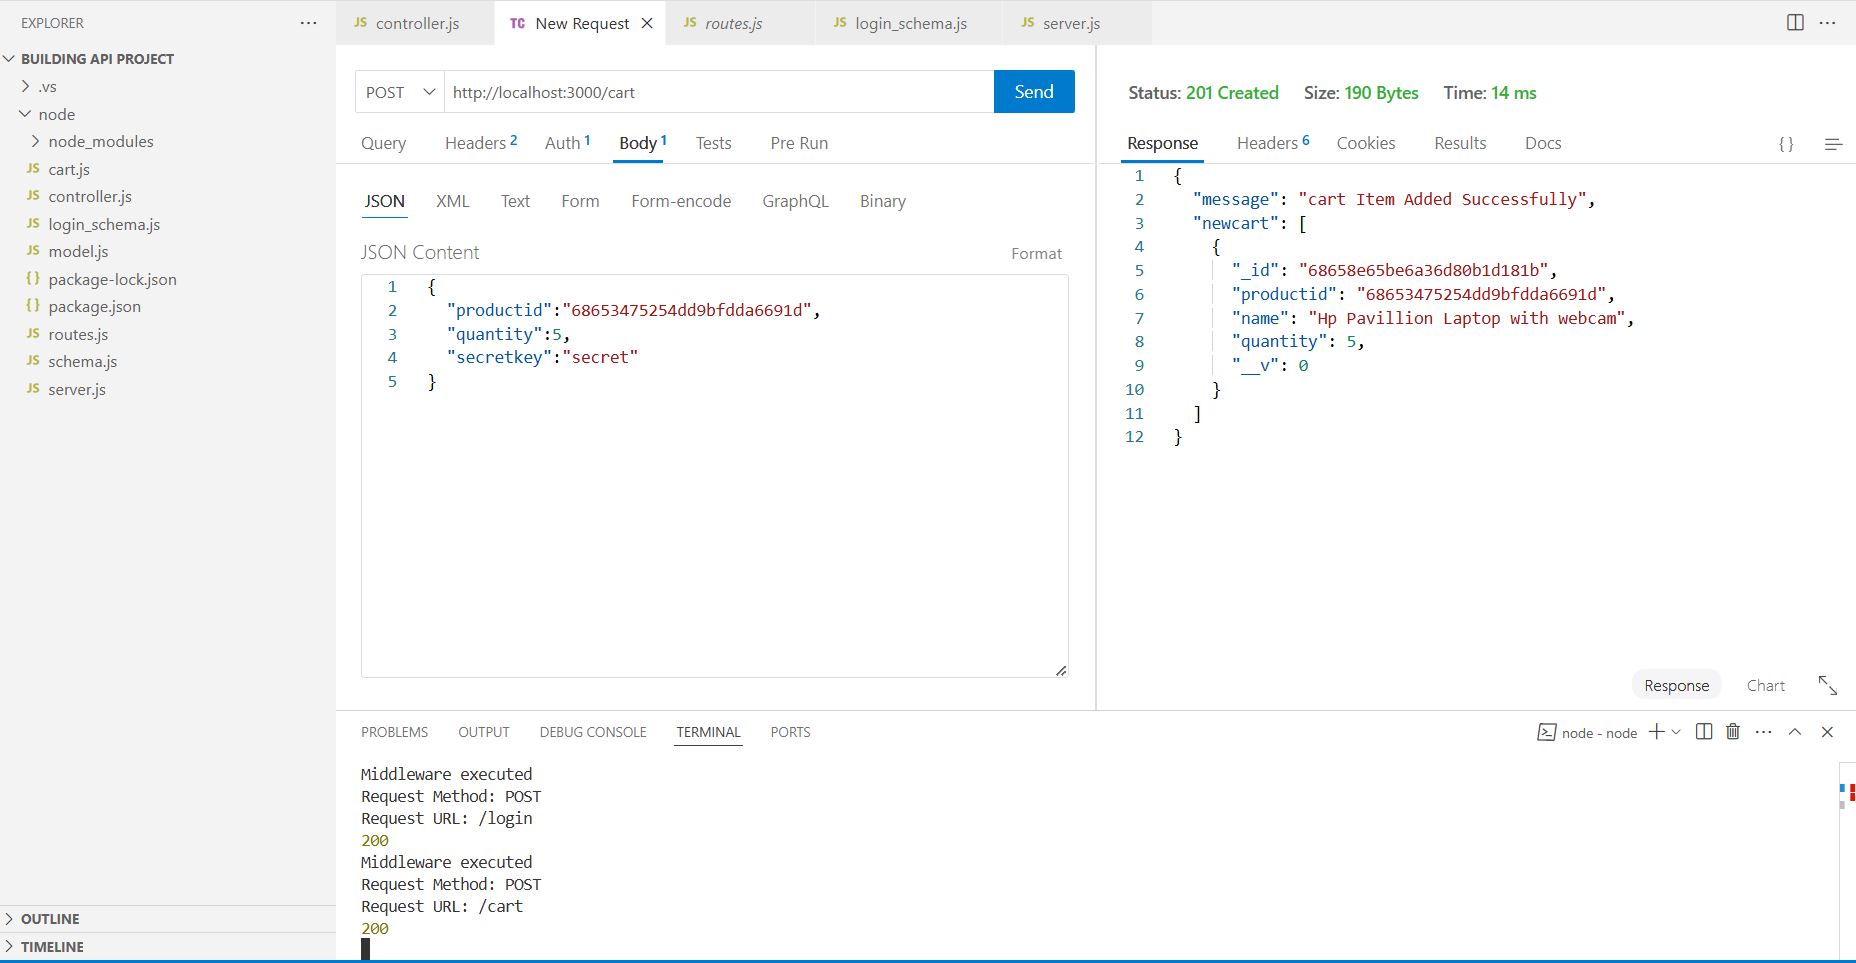 EXPLORER
BUILDING API PROJECT
.vs
node
node_modules
JS cart.js
JS controller.js
JS login_schema.js
JS model.js
{} package-lock.json
{} package.json
JS routes.js
JS schema.js
JS server.js
OUTLINE
TIMELINE
JS controller.js TC New Request JS routes.js JS login_schema.js JS server.js
POST http://localhost:3000/cart Send
Query Headers 2 Auth 1 Body 1 Tests Pre Run
JSON XML Text Form Form-encode GraphQL Binary
JSON Content Format
1 {
2 "productid":"68653475254dd9bfdda6691d",
3 "quantity":5,
4 "secretkey":"secret"
5 }
Status: 201 Created Size: 190 Bytes Time: 14 ms
Response Headers 6 Cookies Results Docs {}
1 {
2 "message": "cart Item Added Successfully",
3 "newcart": [
4 {
5 "_id": "68658e65be6a36d80b1d181b",
6 "productid": "68653475254dd9bfdda6691d",
7 "name": "Hp Pavillion Laptop with webcam",
8 "quantity": 5,
9 "__v": 0
10 }
11 ]
12 }
Response Chart
PROBLEMS OUTPUT DEBUG CONSOLE TERMINAL PORTS
node - node
Middleware executed
Request Method: POST
Request URL: /login
200
Middleware executed
Request Method: POST
Request URL: /cart
200